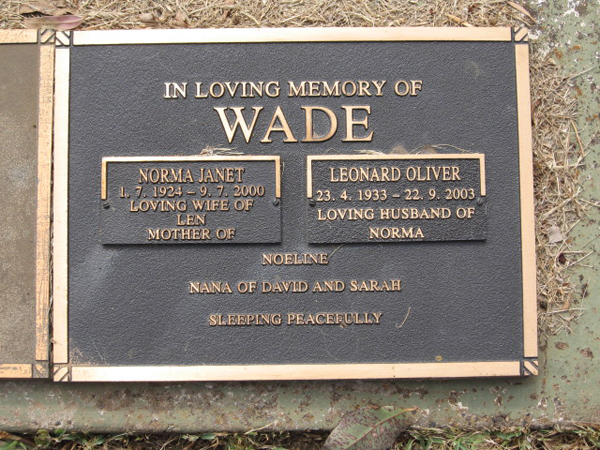 IN LOVING MEMORY OF
WADE
NORMA JANET
1. 7. 1924 – 9. 7. 2000
LOVING WIFE OF
LEN
MOTHER OF
LEONARD OLIVER
23. 4. 1933 – 22. 9. 2003
LOVING HUSBAND OF
NORMA
NOELINE
NANA OF DAVID AND SARAH
SLEEPING PEACEFULLY